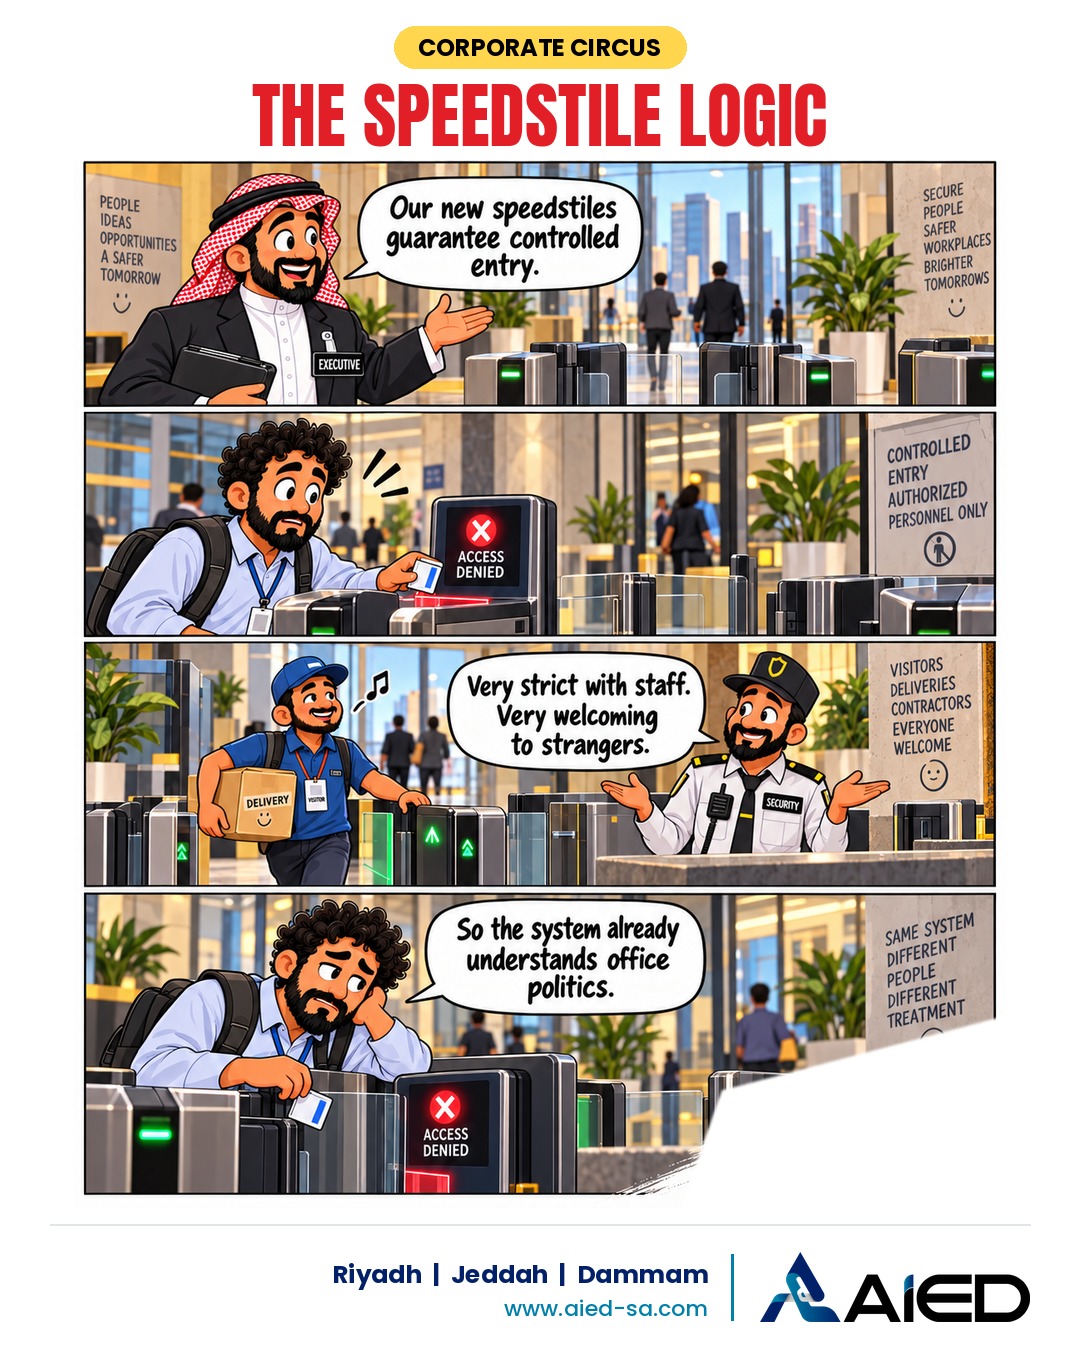 CORPORATE CIRCUS
THE SPEEDSTILE LOGIC
PEOPLE
IDEAS
OPPORTUNITIES
A SAFER
TOMORROW
Our new speedstiles
guarantee controlled
entry.
SECURE
PEOPLE
SAFER
WORKPLACES
BRIGHTER
TOMORROWS
EXECUTIVE
ACCESS
DENIED
CONTROLLED
ENTRY
AUTHORIZED
PERSONNEL ONLY
Very strict with staff.
Very welcoming
to strangers.
VISITORS
DELIVERIES
CONTRACTORS
EVERYONE
WELCOME
DELIVERY
VISITOR
SECURITY
So the system already
understands office
politics.
SAME SYSTEM
DIFFERENT
PEOPLE
DIFFERENT
TREATMENT
ACCESS
DENIED
Riyadh | Jeddah | Dammam
www.aied-sa.com
AiED